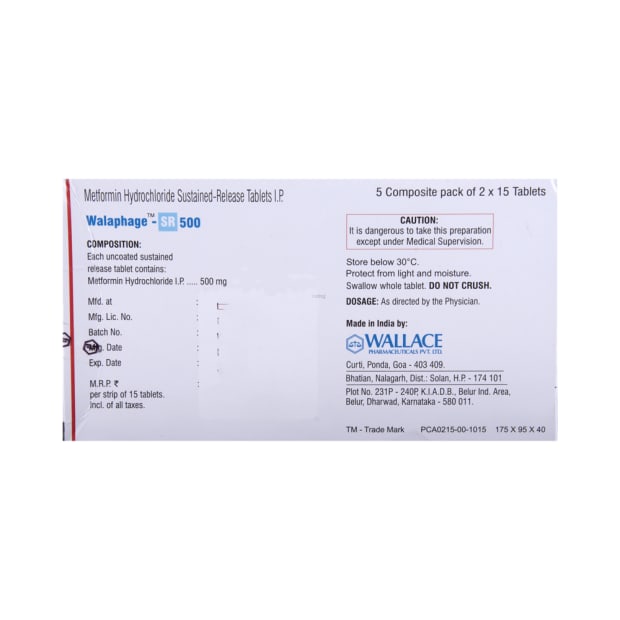 Metformin Hydrochloride Sustained-Release Tablets I.P.
Walaphage™- SR 500
COMPOSITION:
Each uncoated sustained
release tablet contains:
Metformin Hydrochloride I.P. ..... 500 mg
Mfd. at :
Mfg. Lic. No. :
Batch No. :
Mfg. Date :
Exp. Date :
M.R.P. ₹ :
per strip of 15 tablets.
incl. of all taxes.
5 Composite pack of 2 x 15 Tablets
CAUTION:
It is dangerous to take this preparation
except under Medical Supervision.
Store below 30°C.
Protect from light and moisture.
Swallow whole tablet. DO NOT CRUSH.
DOSAGE: As directed by the Physician.
Made in India by:
WALLACE
PHARMACEUTICALS PVT. LTD.
Curti, Ponda, Goa - 403 409.
Bhatian, Nalagarh, Dist.: Solan, H.P. - 174 101
Plot No. 231P - 240P, K.I.A.D.B., Belur Ind. Area,
Belur, Dharwad, Karnataka - 580 011.
TM - Trade Mark PCA0215-00-1015 175 X 95 X 40